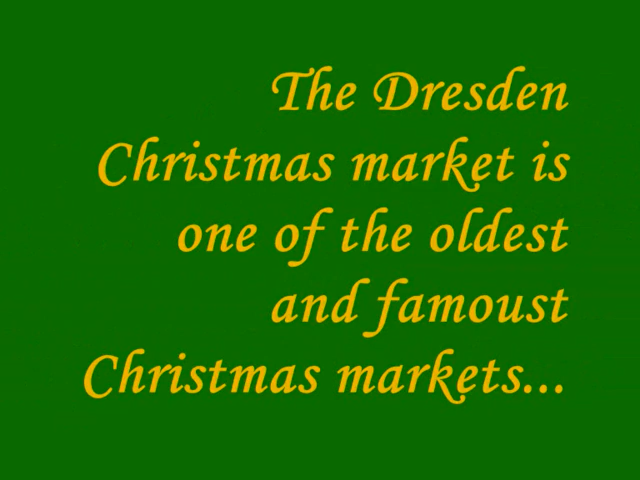 The Dresden
Christmas market is
one of the oldest
and famoust
Christmas markets...